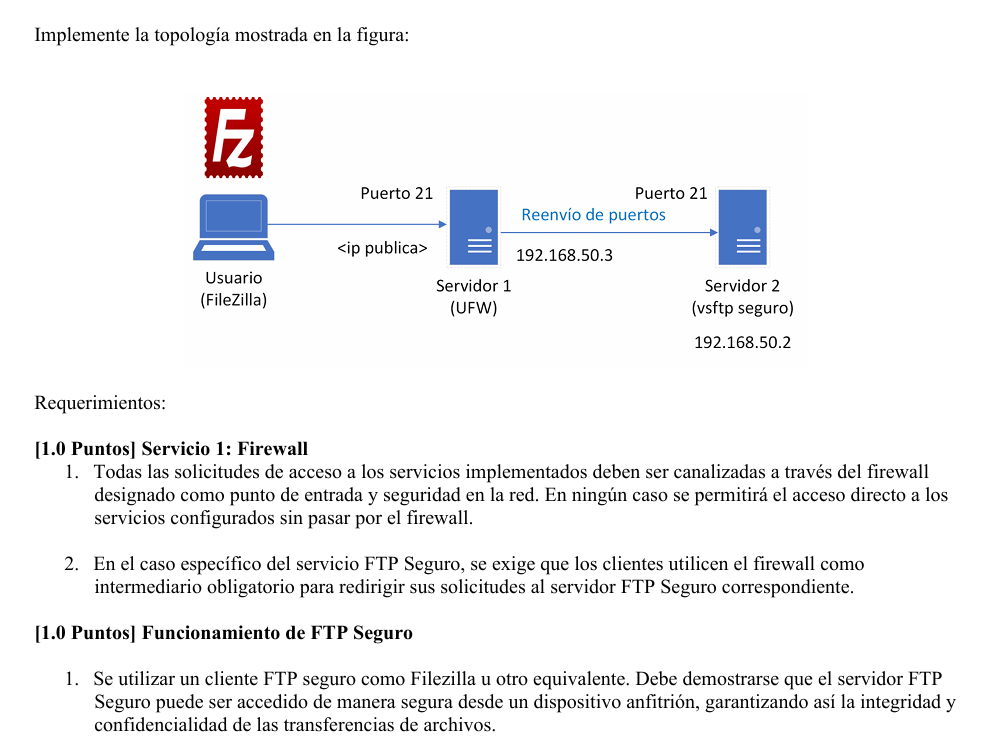 Implemente la topología mostrada en la figura:
Fz
Puerto 21
Puerto 21
Reenvío de puertos
<ip publica>
192.168.50.3
Usuario
(FileZilla)
Servidor 1
(UFW)
Servidor 2
(vsftp seguro)
192.168.50.2
Requerimientos:
[1.0 Puntos] Servicio 1: Firewall
1. Todas las solicitudes de acceso a los servicios implementados deben ser canalizadas a través del firewall
designado como punto de entrada y seguridad en la red. En ningún caso se permitirá el acceso directo a los
servicios configurados sin pasar por el firewall.
2. En el caso específico del servicio FTP Seguro, se exige que los clientes utilicen el firewall como
intermediario obligatorio para redirigir sus solicitudes al servidor FTP Seguro correspondiente.
[1.0 Puntos] Funcionamiento de FTP Seguro
1. Se utilizar un cliente FTP seguro como Filezilla u otro equivalente. Debe demostrarse que el servidor FTP
Seguro puede ser accedido de manera segura desde un dispositivo anfitrión, garantizando así la integridad y
confidencialidad de las transferencias de archivos.